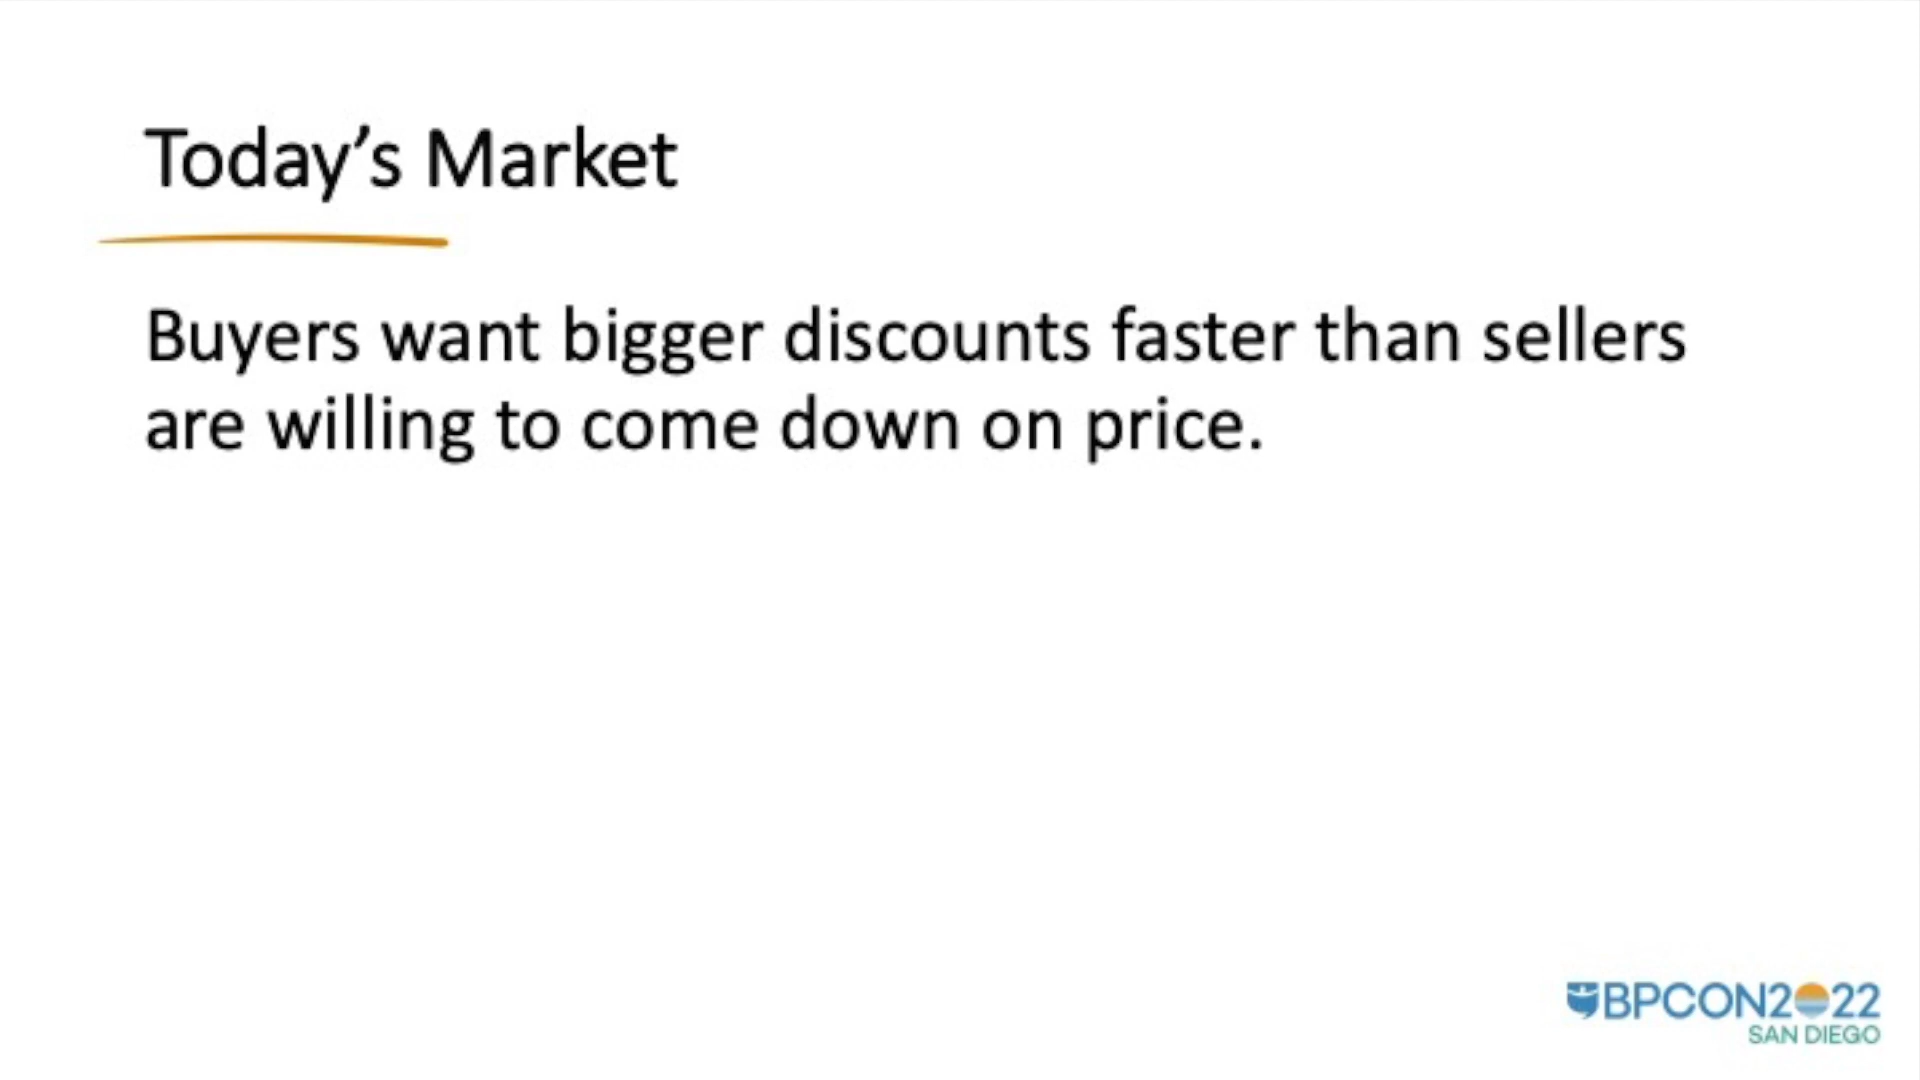 Today’s Market
Buyers want bigger discounts faster than sellers
are willing to come down on price.
BPCON2022
SAN DIEGO